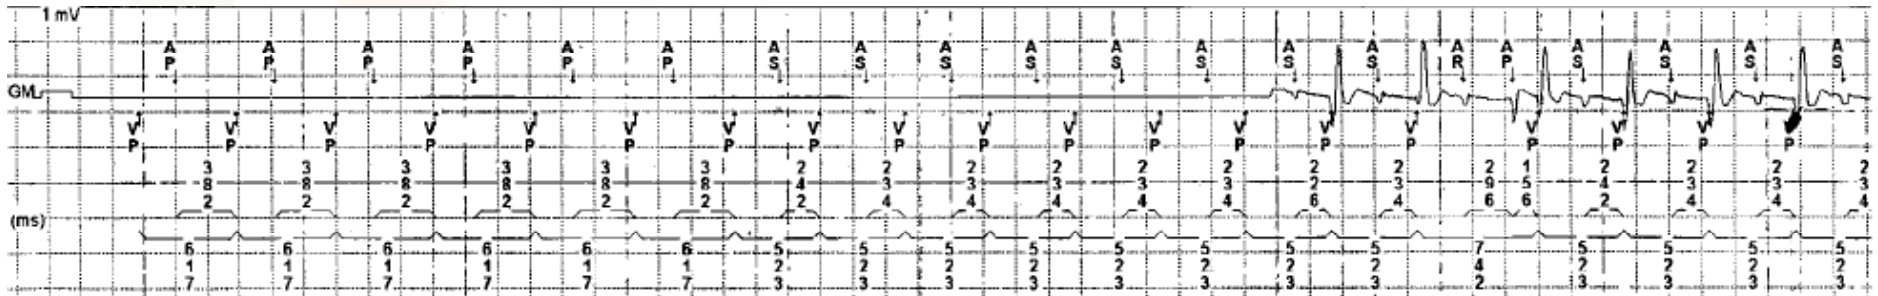 1 mV
AP AP AP AP AP AP AS AS AS AS AS AS AS AS AR AP AS AS AS AS
GM
VP VP VP VP VP VP VP VP VP VP VP VP VP VP VP VP VP VP P
382 382 382 382 382 382 242 234 234 234 234 234 226 234 296 156 242 234 234 234
(ms)
617 617 617 617 617 617 523 523 523 523 523 523 523 523 742 523 523 523 523